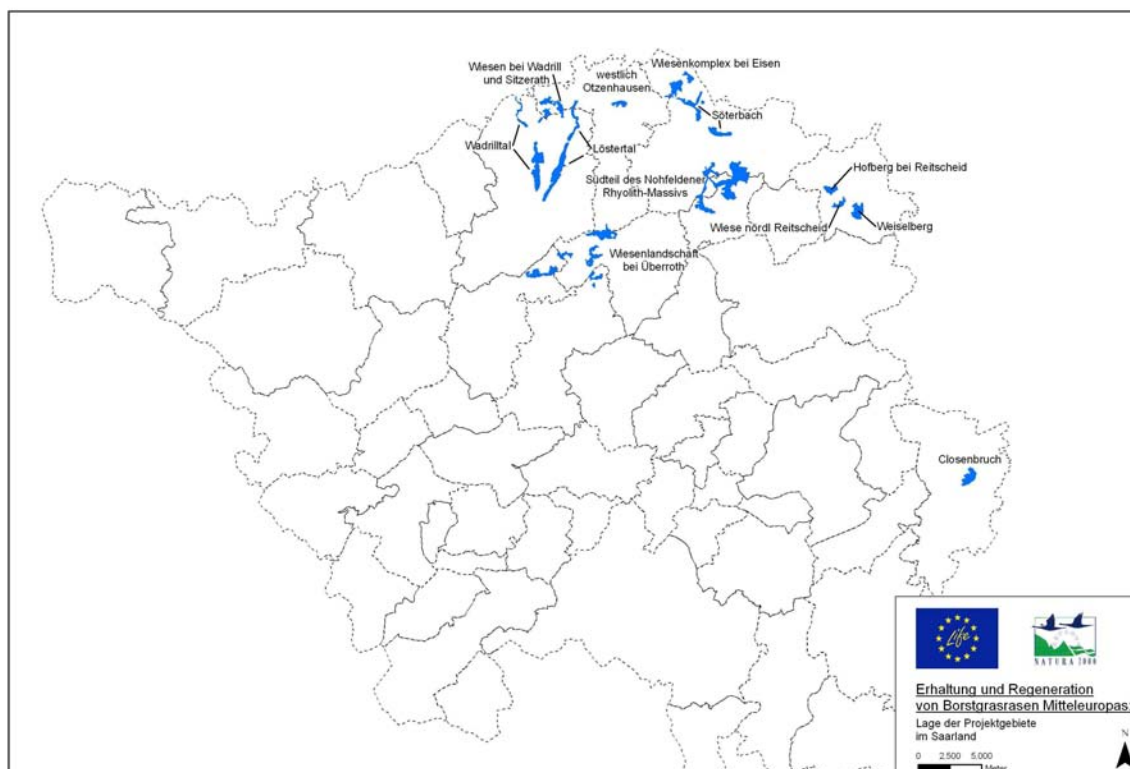 Wiesen bei Wadrill
und Sitzerath
westlich
Otzenhausen
Wiesenkomplex bei Eisen
Söterbach
Wadrilltal
Löstertal
Hofberg bei Reitscheid
Südteil des Nohfeldener
Rhyolith-Massivs
Wiese nördl Reitscheid
Weiselberg
Wiesenlandschaft
bei Überroth
Closenbruch
Life
NATURA 2000
Erhaltung und Regeneration
von Borstgrasrasen Mitteleuropas:
Lage der Projektgebiete
im Saarland
N
0 2.500 5.000
Meter